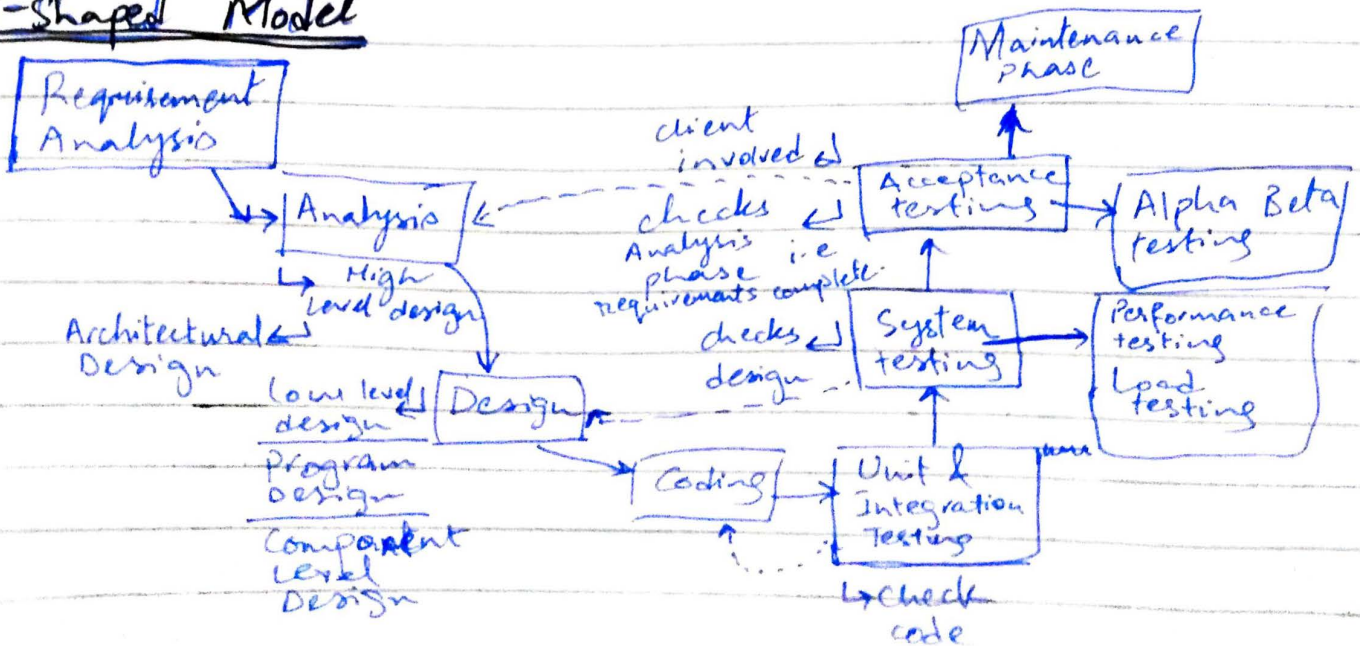 -Shaped Model
Requirement
Analysis
Analysis
High
Level design
Architectural
Design
Low level
design
Program
Design
Component
Level
Design
Design
Coding
Unit &
Integration
Testing
Check
code
System
testing
checks
design
Performance
testing
Load
testing
Acceptance
testing
client
involved
checks
Analysis
phase i.e
requirements complete.
Alpha Beta
testing
Maintenance
phase